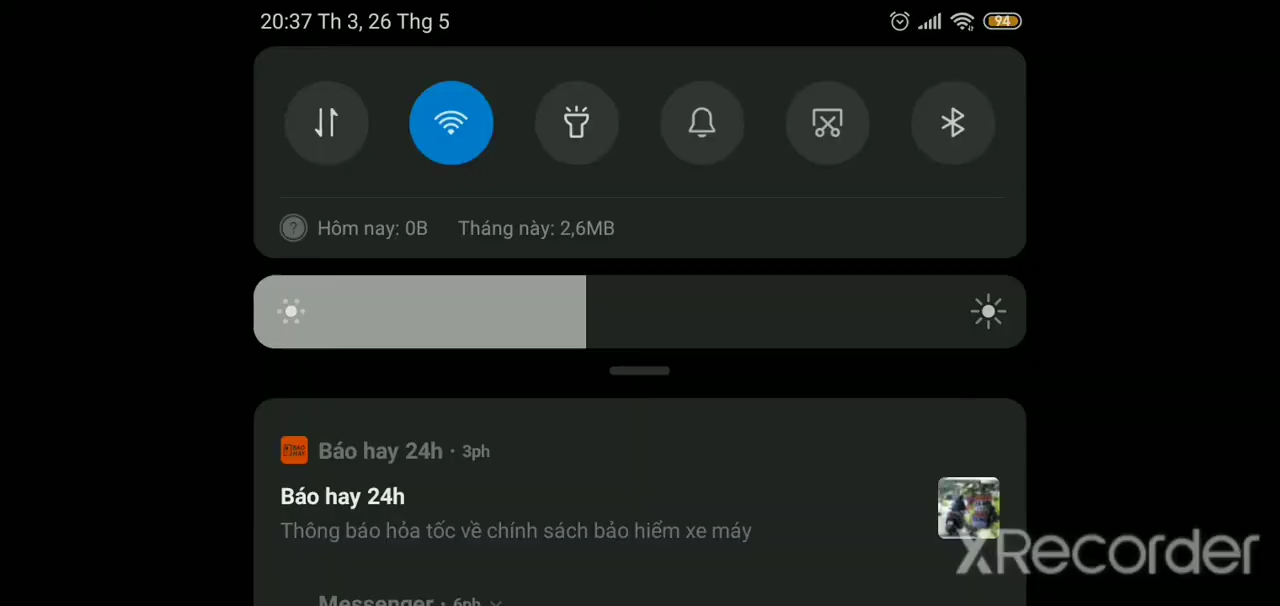 20:37 Th 3, 26 Thg 5
94
Hôm nay: 0B Tháng này: 2,6MB
Báo hay 24h · 3ph
Báo hay 24h
Thông báo hỏa tốc về chính sách bảo hiểm xe máy
XRecorder
Messenger · 6ph